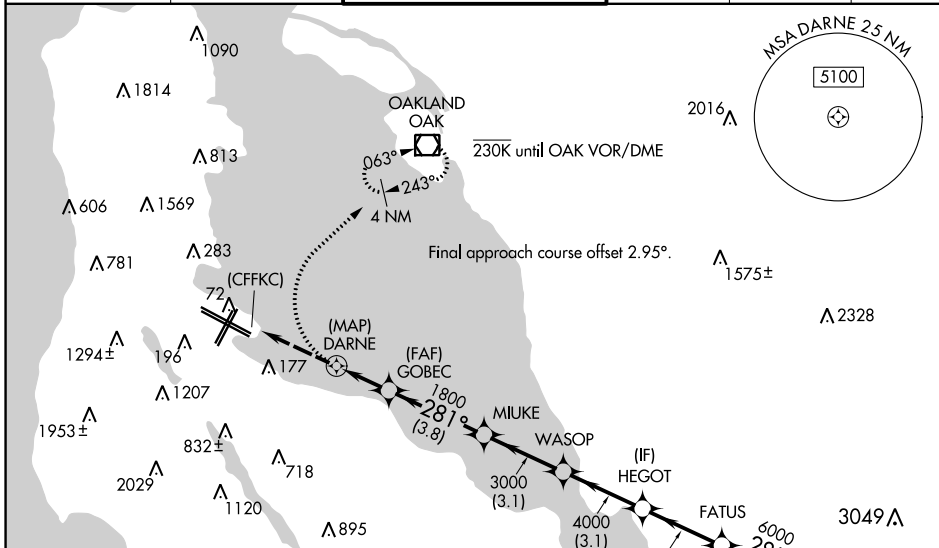 1090
MSA DARNE 25 NM
5100
1814
OAKLAND
OAK
2016
230K until OAK VOR/DME
813
063°
243°
4 NM
606
1569
Final approach course offset 2.95°.
283
781
(CFFKC)
1575±
72
2328
(MAP)
DARNE
1294±
196
177
(FAF)
GOBEC
1207
1800
281°
(3.8)
MIUKE
1953±
832±
WASOP
(IF)
HEGOT
718
3000
(3.1)
2029
1120
FATUS
4000
(3.1)
6000
3049
895